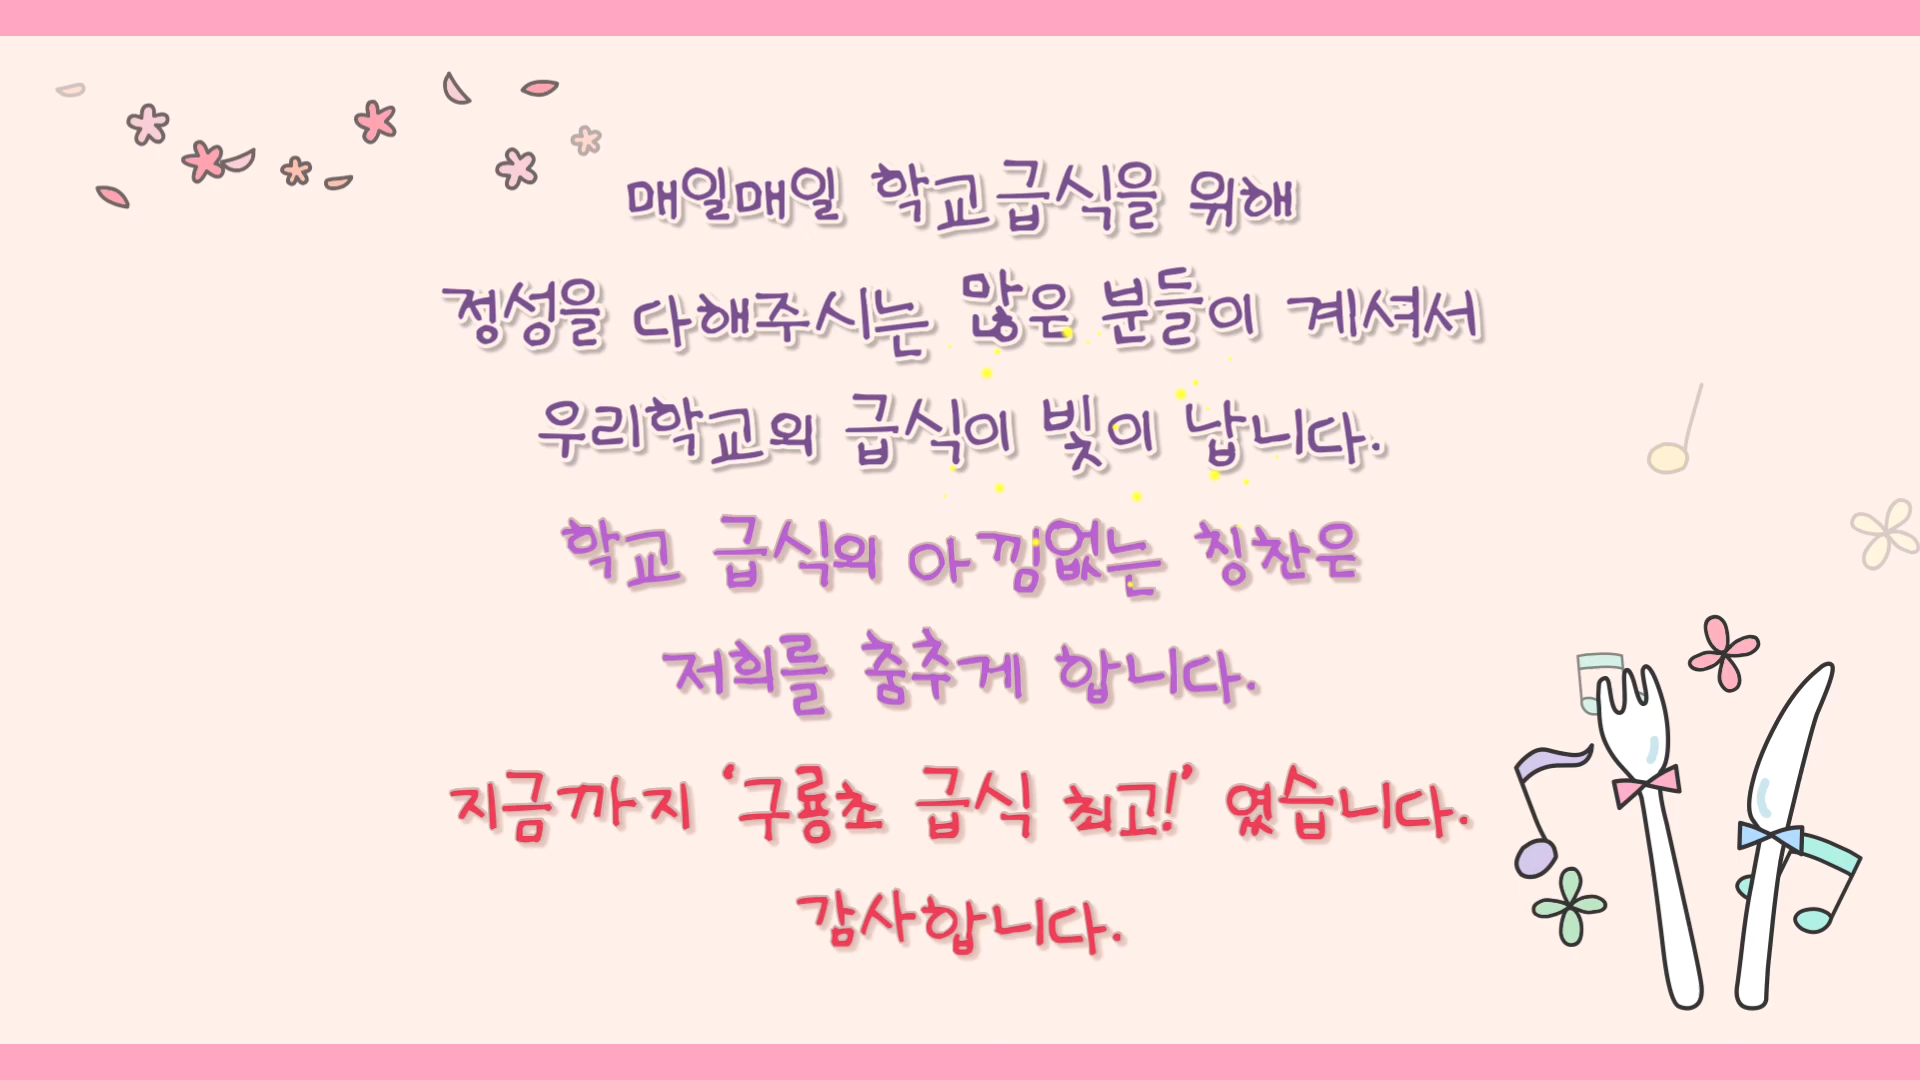 매일매일 학교급식을 위해
정성을 다해주시는 많은 분들이 계셔서
우리학교의 급식이 빛이 납니다.
학교 급식의 아낌없는 칭찬은
저희를 춤추게 합니다.
지금까지 ‘구룡초 급식 최고!’ 였습니다.
감사합니다.